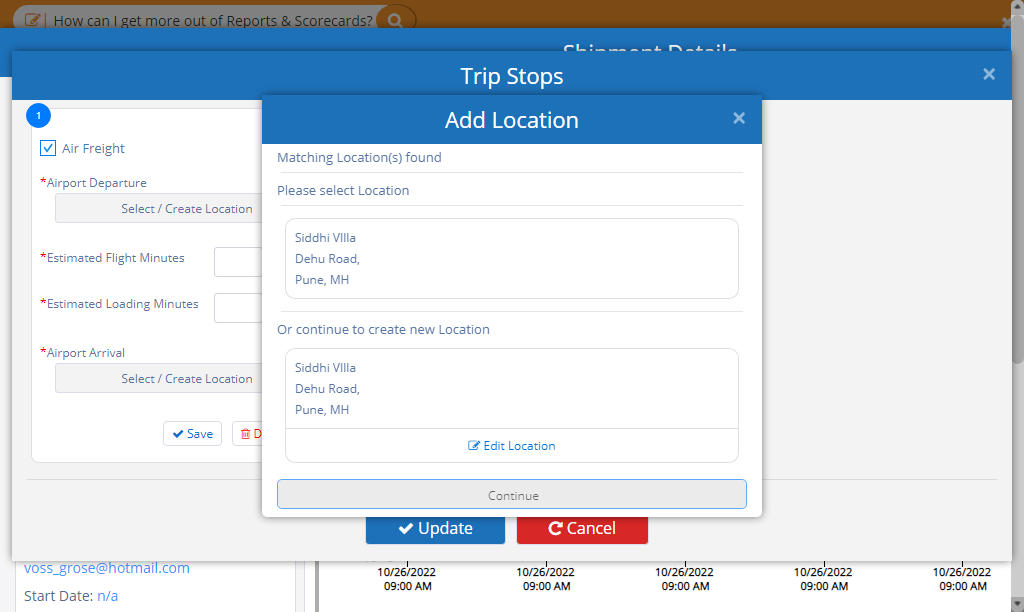 How can I get more out of Reports & Scorecards?
Shipment Details
Trip Stops
×
1
Air Freight
*Airport Departure
Select / Create Location
*Estimated Flight Minutes
*Estimated Loading Minutes
*Airport Arrival
Select / Create Location
Save
D
Add Location
×
Matching Location(s) found
Please select Location
Siddhi VIlla
Dehu Road,
Pune, MH
Or continue to create new Location
Siddhi VIlla
Dehu Road,
Pune, MH
Edit Location
Continue
Update
Cancel
voss_grose@hotmail.com
Start Date: n/a
10/26/2022 10/26/2022 10/26/2022 10/26/2022 10/26/2022
09:00 AM 09:00 AM 09:00 AM 09:00 AM 09:00 AM